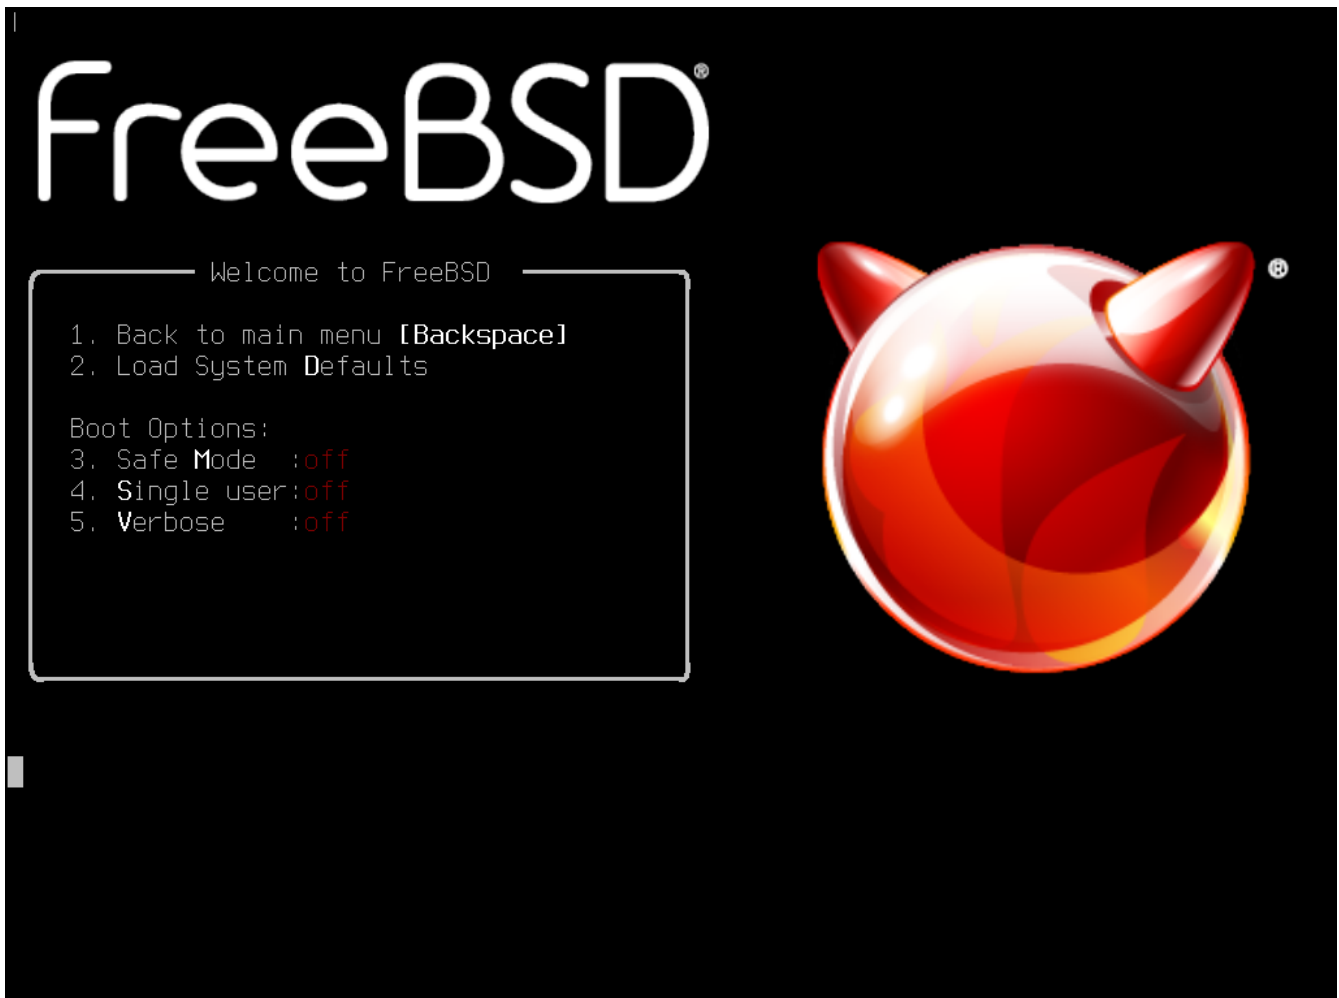 FreeBSD®
Welcome to FreeBSD
1. Back to main menu [Backspace]
2. Load System Defaults
Boot Options:
3. Safe Mode  :off
4. Single user:off
5. Verbose    :off
®